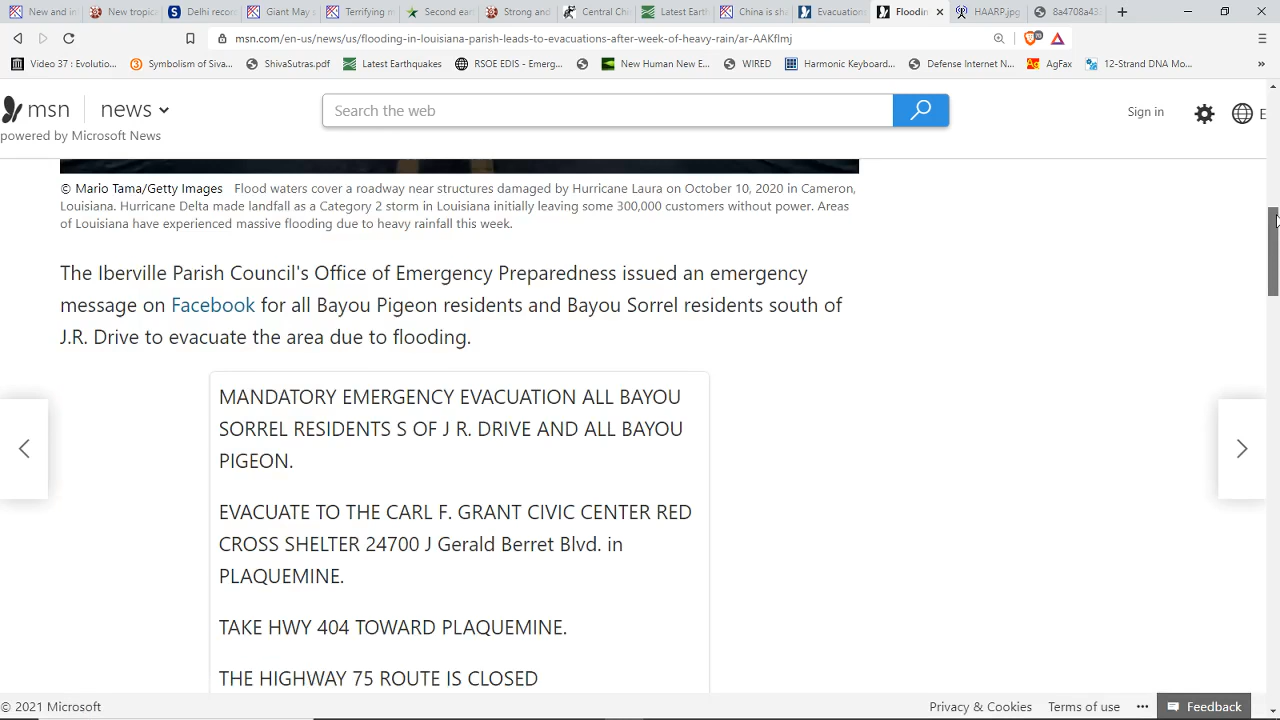 New and in
New tropic
Delhi recor
Giant May s
Terrifying n
Second eart
Strong and
Central Chi
Latest Earth
China is sha
Evacuations
Floodin
HAARP.jpg
8a4708a43
msn.com/en-us/news/us/flooding-in-louisiana-parish-leads-to-evacuations-after-week-of-heavy-rain/ar-AAKflmj
Video 37 : Evolutio...
Symbolism of Siva...
ShivaSutras.pdf
Latest Earthquakes
RSOE EDIS - Emerg...
New Human New E...
WIRED
Harmonic Keyboard...
Defense Internet N...
AgFax
12-Strand DNA Mo...
»
msn
news
powered by Microsoft News
Search the web
Sign in
E
© Mario Tama/Getty Images Flood waters cover a roadway near structures damaged by Hurricane Laura on October 10, 2020 in Cameron,
Louisiana. Hurricane Delta made landfall as a Category 2 storm in Louisiana initially leaving some 300,000 customers without power. Areas
of Louisiana have experienced massive flooding due to heavy rainfall this week.
The Iberville Parish Council's Office of Emergency Preparedness issued an emergency
message on Facebook for all Bayou Pigeon residents and Bayou Sorrel residents south of
J.R. Drive to evacuate the area due to flooding.
MANDATORY EMERGENCY EVACUATION ALL BAYOU
SORREL RESIDENTS S OF J R. DRIVE AND ALL BAYOU
PIGEON.
EVACUATE TO THE CARL F. GRANT CIVIC CENTER RED
CROSS SHELTER 24700 J Gerald Berret Blvd. in
PLAQUEMINE.
TAKE HWY 404 TOWARD PLAQUEMINE.
THE HIGHWAY 75 ROUTE IS CLOSED
© 2021 Microsoft
Privacy & Cookies
Terms of use
...
Feedback